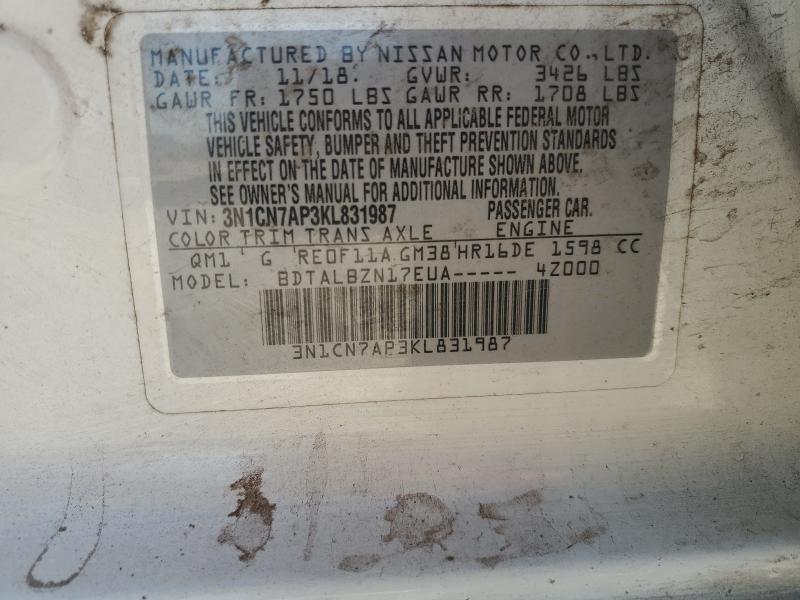 MANUFACTURED BY NISSAN MOTOR CO., LTD.
DATE: 11/18. GVWR: 3426 LBS
GAWR FR: 1750 LBS GAWR RR: 1708 LBS
THIS VEHICLE CONFORMS TO ALL APPLICABLE FEDERAL MOTOR
VEHICLE SAFETY, BUMPER AND THEFT PREVENTION STANDARDS
IN EFFECT ON THE DATE OF MANUFACTURE SHOWN ABOVE.
SEE OWNER'S MANUAL FOR ADDITIONAL INFORMATION.
VIN: 3N1CN7AP3KL831987 PASSENGER CAR.
COLOR TRIM TRANS AXLE ENGINE
QM1 G RE0F11A GM38 HR16DE 1598 CC
MODEL: BDTALBZN17EUA----- 4Z000
3N1CN7AP3KL831987